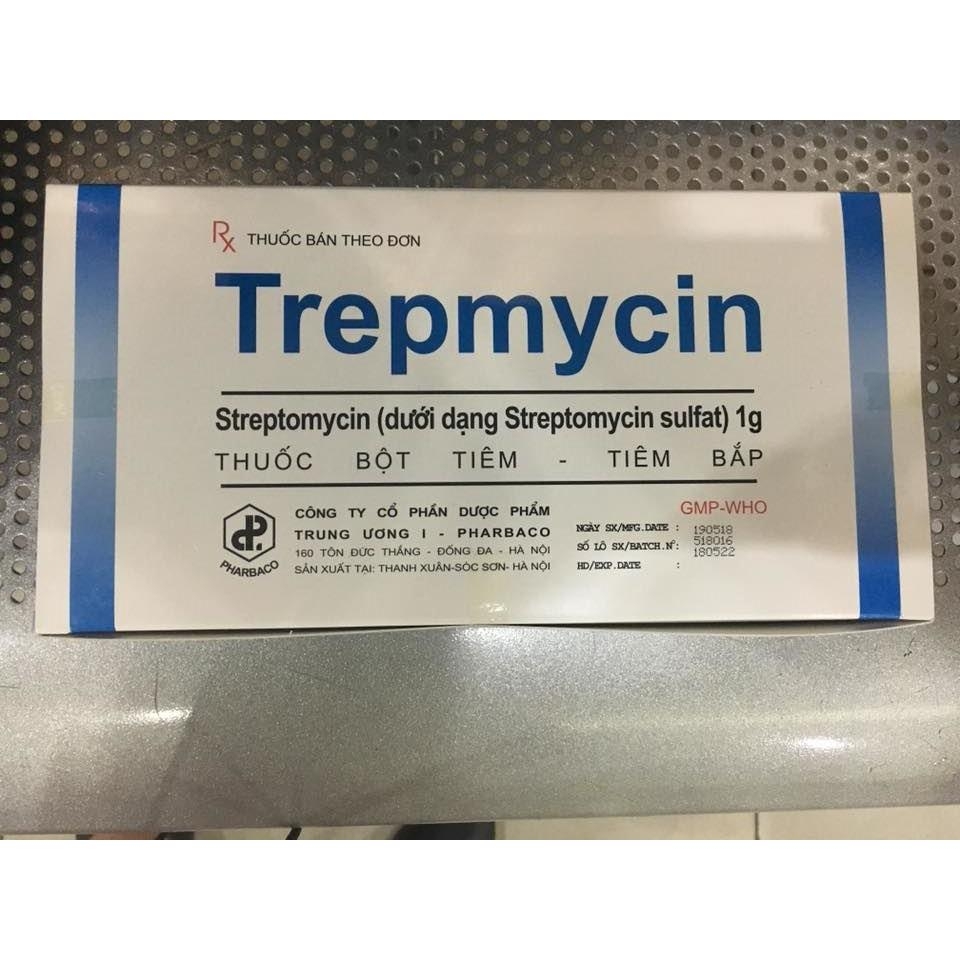 Rx THUỐC BÁN THEO ĐƠN
Trepmycin
Streptomycin (dưới dạng Streptomycin sulfat) 1g
THUỐC BỘT TIÊM - TIÊM BẮP
CÔNG TY CỔ PHẦN DƯỢC PHẨM
TRUNG ƯƠNG I - PHARBACO
160 TÔN ĐỨC THẮNG - ĐỐNG ĐA - HÀ NỘI
SẢN XUẤT TẠI: THANH XUÂN-SÓC SƠN- HÀ NỘI
PHARBACO
GMP-WHO
NGÀY SX/MFG.DATE : 190518
SỐ LÔ SX/BATCH.Nº: 518016
HD/EXP.DATE : 180522